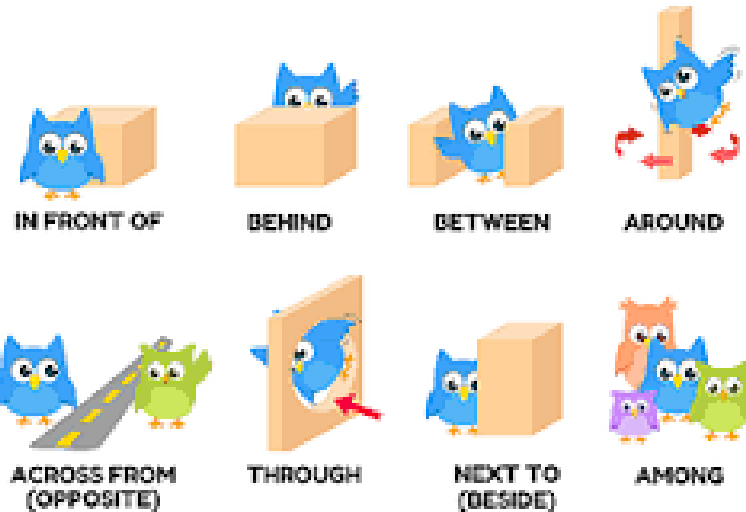 IN FRONT OF
BEHIND
BETWEEN
AROUND
ACROSS FROM
(OPPOSITE)
THROUGH
NEXT TO
(BESIDE)
AMONG